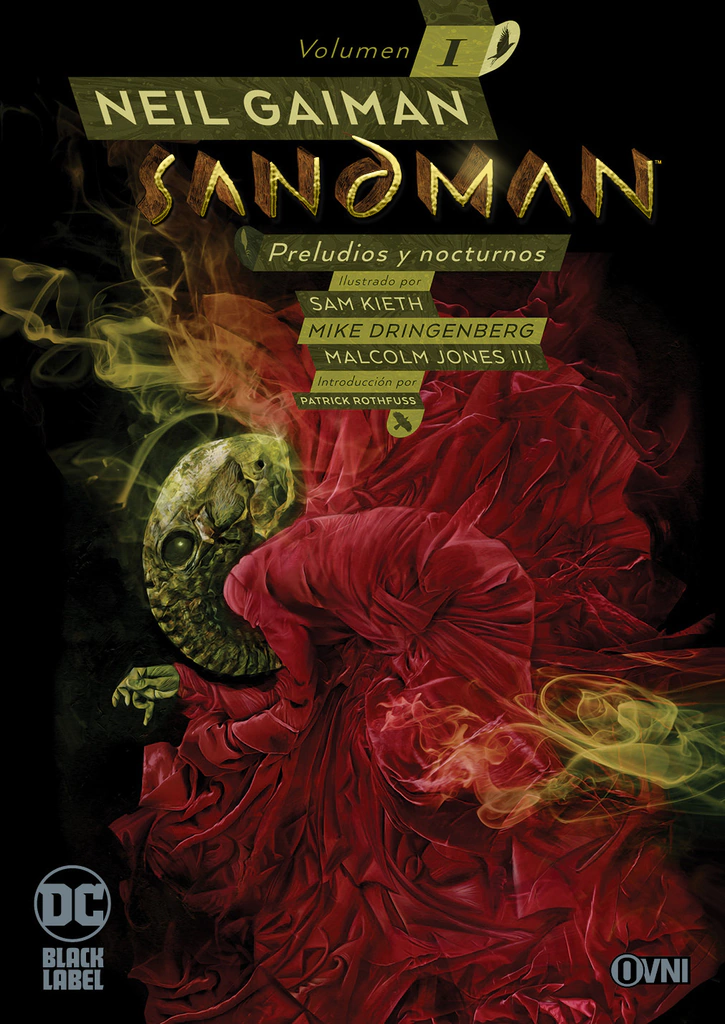 Volumen I
NEIL GAIMAN
SANDMAN™
Preludios y nocturnos
Ilustrado por
SAM KIETH
MIKE DRINGENBERG
MALCOLM JONES III
Introducción por
PATRICK ROTHFUSS
DC
BLACK
LABEL
OVNI